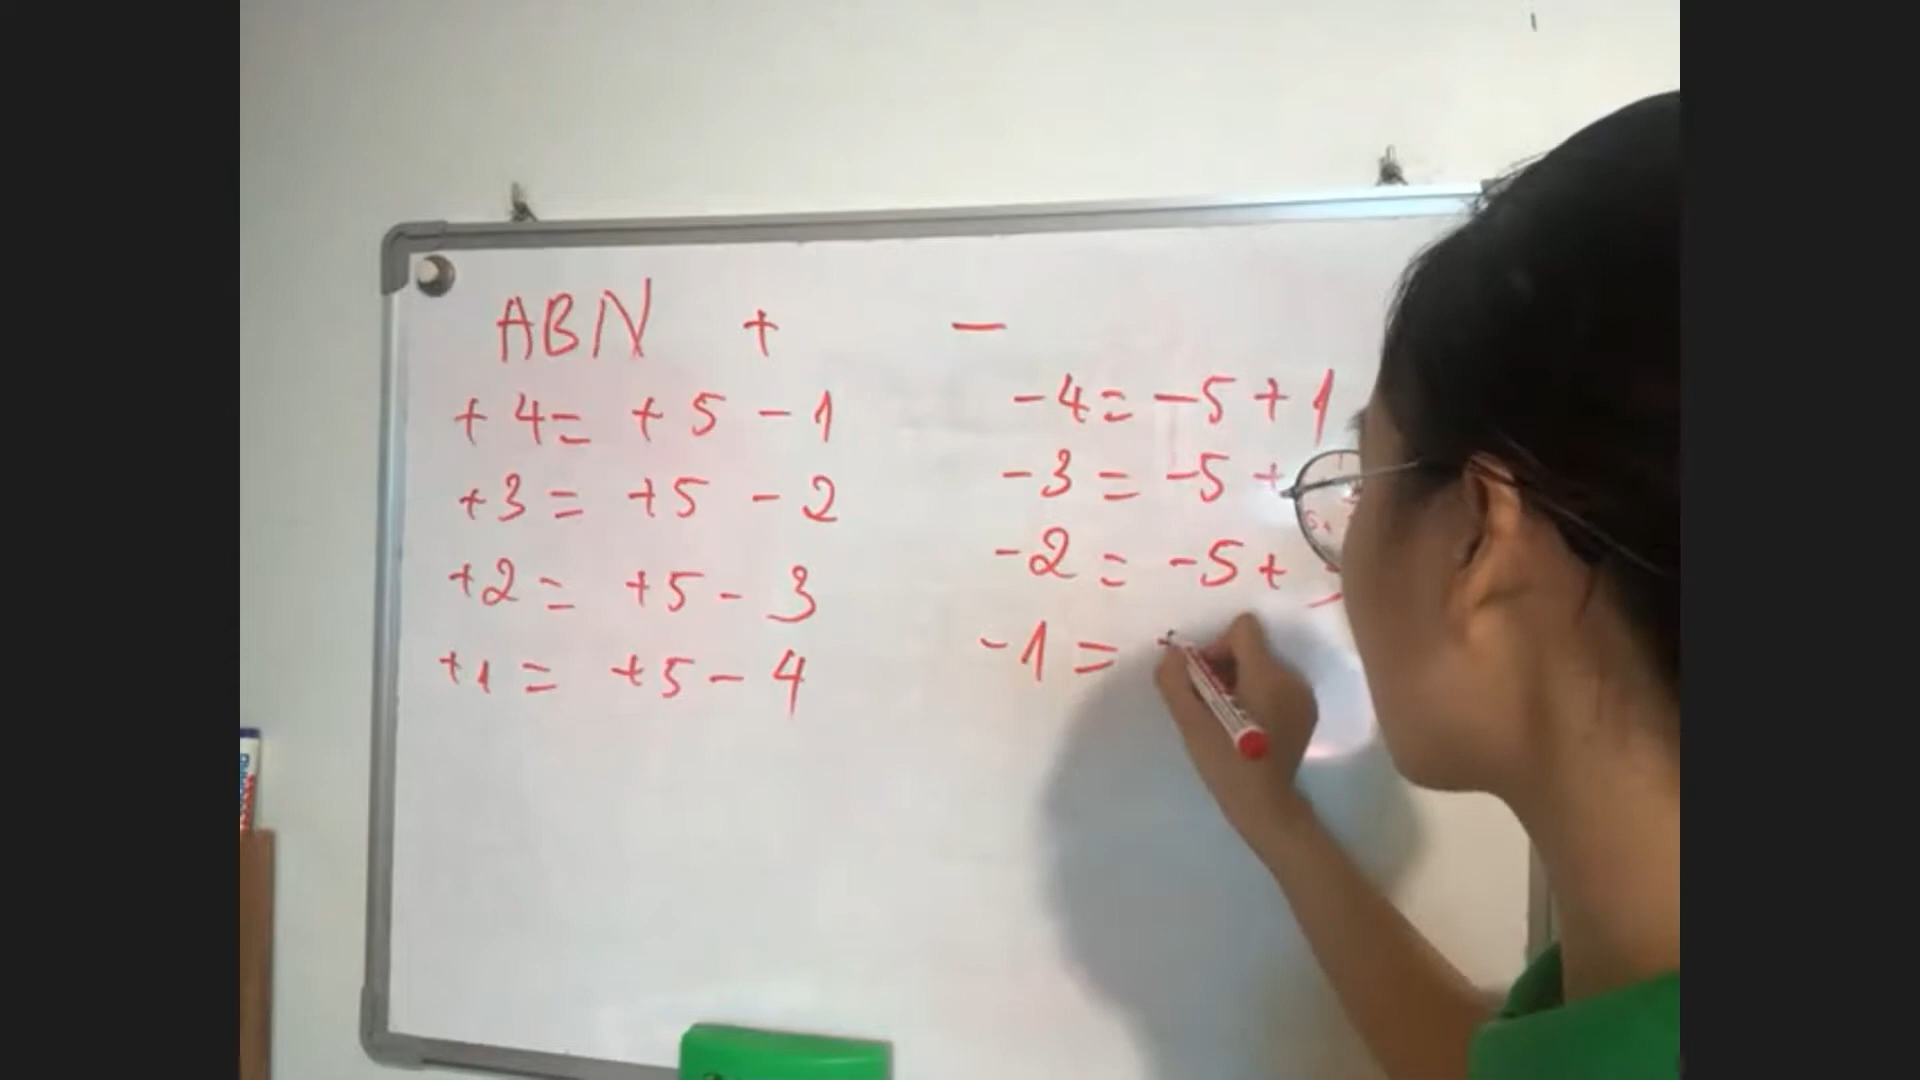 ABN + -
+4= +5 - 1
+3 = +5 - 2
+2 = +5 - 3
+1 = +5 - 4
-4 = -5 + 1
-3 = -5 +
-2 = -5 +
-1 =